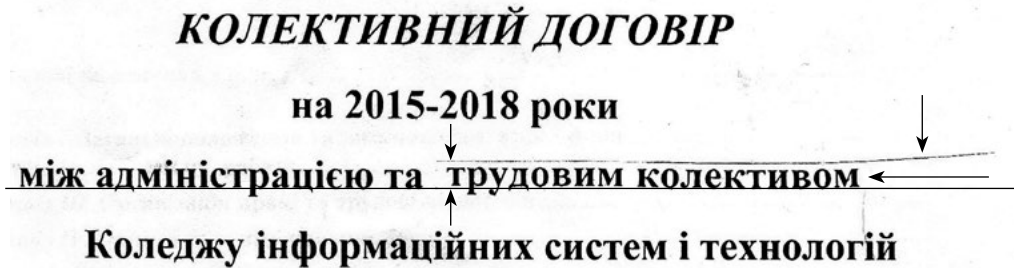 КОЛЕКТИВНИЙ ДОГОВІР
на 2015-2018 роки
між адміністрацією та трудовим колективом
Коледжу інформаційних систем і технологій